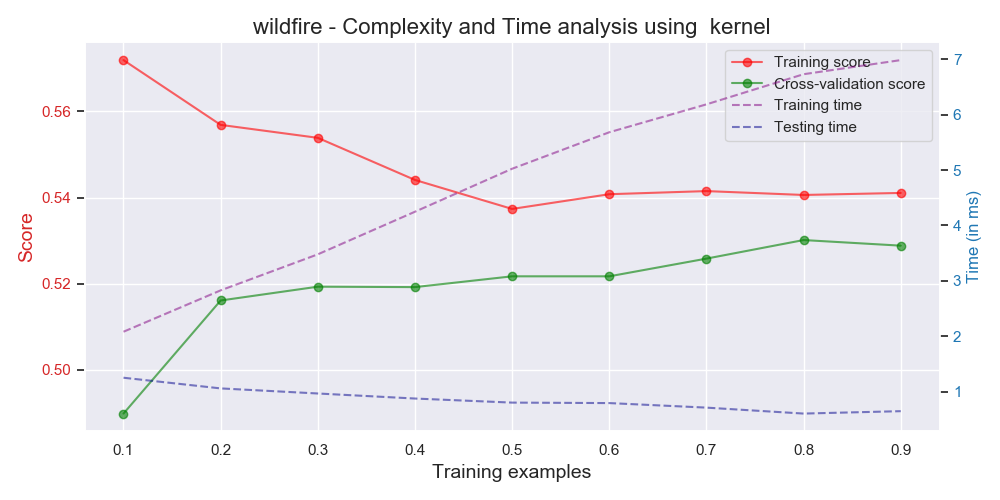 wildfire - Complexity and Time analysis using  kernel
Training score
Cross-validation score
Training time
Testing time
Score
0.56
0.54
0.52
0.50
7
6
5
4
3
2
1
Time (in ms)
0.1 0.2 0.3 0.4 0.5 0.6 0.7 0.8 0.9
Training examples